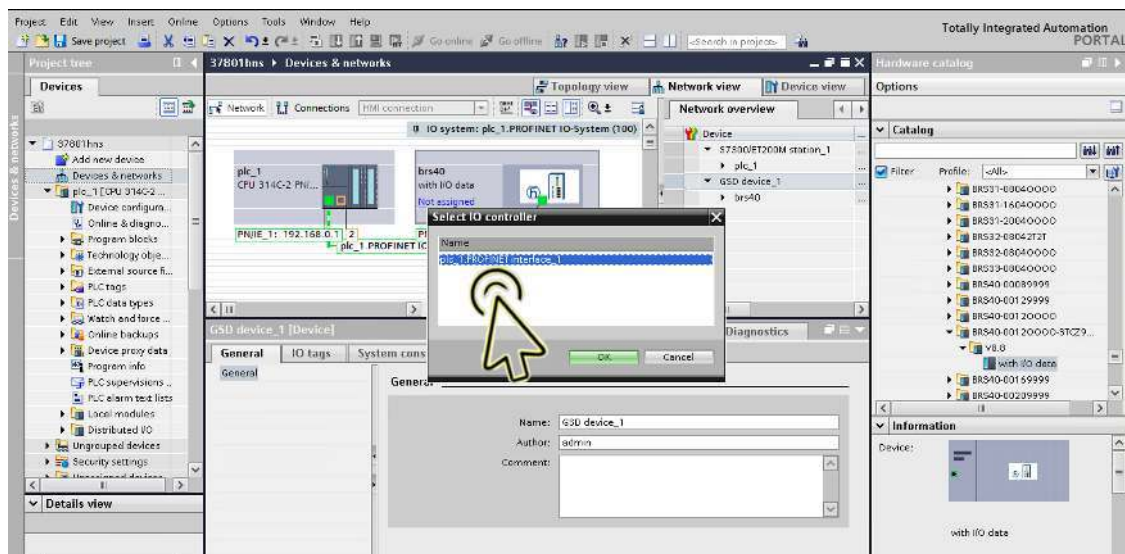 Project Edit View Insert Online Options Tools Window Help
Totally Integrated Automation
PORTAL
Save project
Go online Go offline
<Search in project>
Project tree
37801hns Devices & networks
Hardware catalog
Devices
Topology view Network view Device view
Options
Network Connections HMI connection
Network overview
Devices & networks
IO system: plc_1.PROFINET IO-System (100)
Device
Catalog
37801hns
Add new device
Devices & networks
plc_1 [CPU 314C-2 ...
Device configura...
Online & diagno...
Program blocks
Technology obje...
External source fi...
PLC tags
PLC data types
Watch and force ...
Online backups
Device proxy data
Program info
PLC supervisions ..
PLC alarm text lists
Local modules
Distributed I/O
Ungrouped devices
Security settings
Details view
plc_1
CPU 314C-2 PN/...
brs40
with I/O data
Not assigned
PN/IE_1: 192.168.0.1 2
plc_1.PROFINET IO
S7300/ET200M station_1
plc_1
GSD device_1
brs40
Select IO controller
Name
plc_1.PROFINET interface_1
OK Cancel
GSD device_1 [Device]
Diagnostics
General IO tags System cons
General
General
Name: GSD device_1
Author: admin
Comment:
Filter Profile: <All>
BRS31-08040000
BRS31-16040000
BRS31-20040000
BRS32-08042T2T
BRS32-08040000
BRS33-08040000
BRS40-00089999
BRS40-00129999
BRS40-00120000
BRS40-00120000-STCZ9...
V8.8
with I/O data
BRS40-00169999
BRS40-00209999
Information
Device:
with I/O data